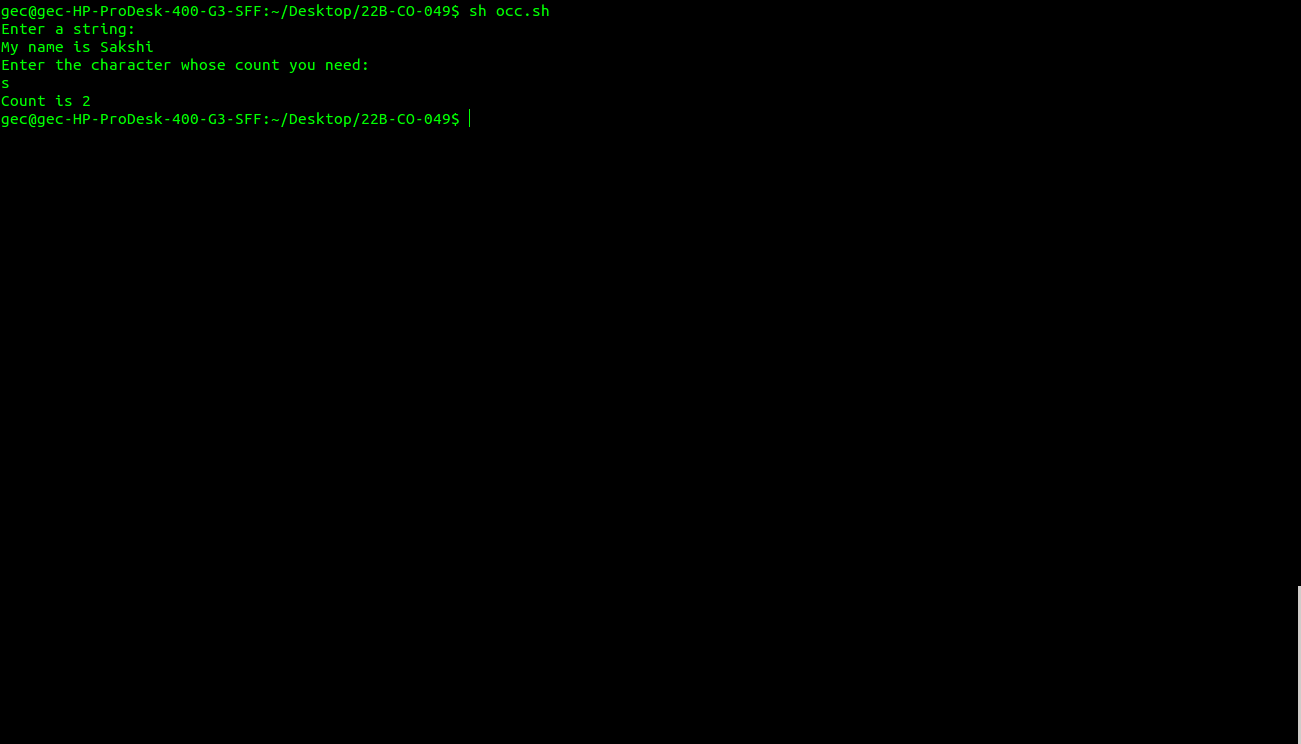 gec@gec-HP-ProDesk-400-G3-SFF:~/Desktop/22B-CO-049$ sh occ.sh
Enter a string:
My name is Sakshi
Enter the character whose count you need:
s
Count is 2
gec@gec-HP-ProDesk-400-G3-SFF:~/Desktop/22B-CO-049$